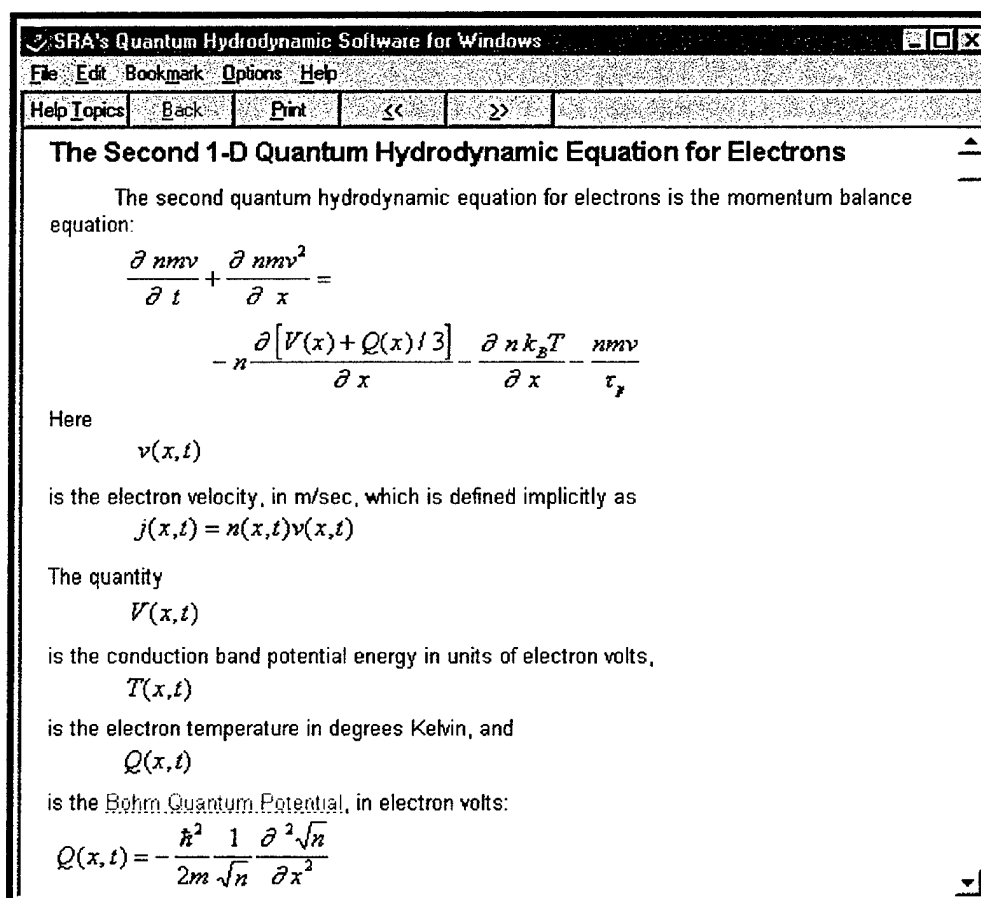 SRA's Quantum Hydrodynamic Software for Windows
File Edit Bookmark Options Help
Help Topics Back Print << >>
The Second 1-D Quantum Hydrodynamic Equation for Electrons
The second quantum hydrodynamic equation for electrons is the momentum balance
equation:
∂ nmv / ∂ t + ∂ nmv² / ∂ x =
- n ∂[V(x) + Q(x) / 3] / ∂ x - ∂ n k_B T / ∂ x - nmv / τ_p
Here
v(x,t)
is the electron velocity, in m/sec, which is defined implicitly as
j(x,t) = n(x,t)v(x,t)
The quantity
V(x,t)
is the conduction band potential energy in units of electron volts,
T(x,t)
is the electron temperature in degrees Kelvin, and
Q(x,t)
is the Bohm Quantum Potential, in electron volts:
Q(x,t) = - ħ² / 2m 1 / √n ∂ ²√n / ∂x²